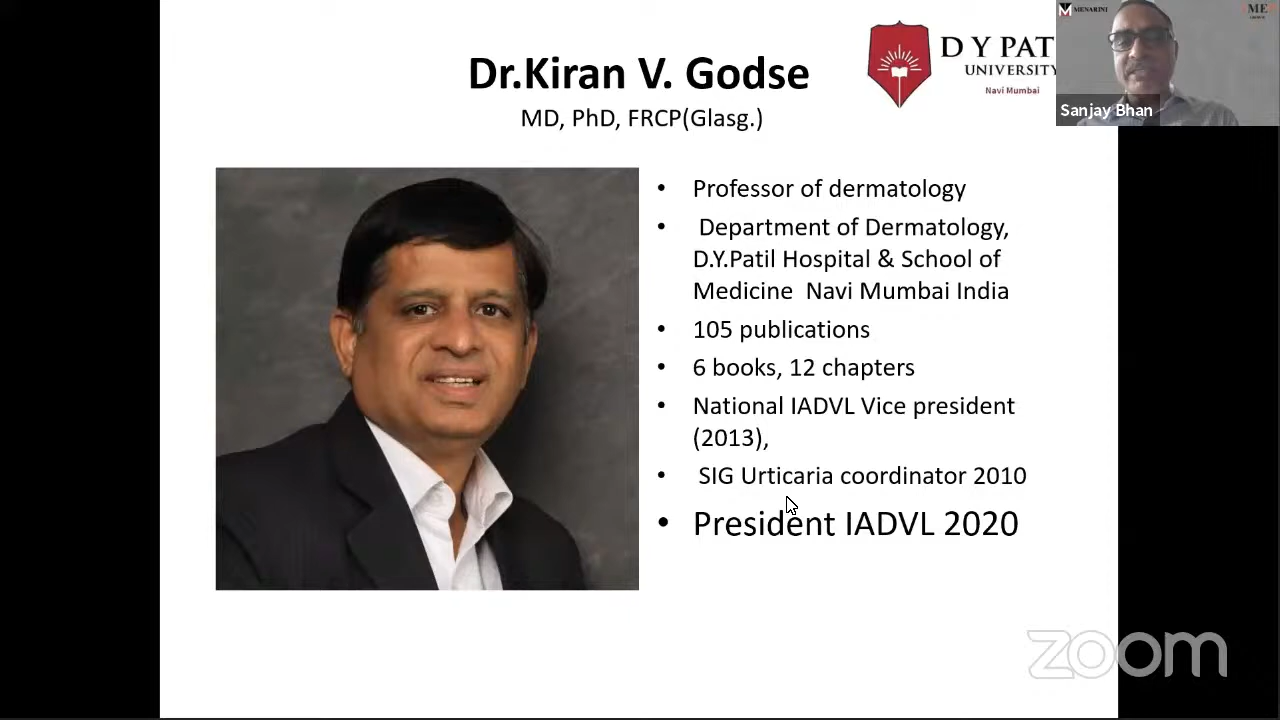 Dr.Kiran V. Godse
MD, PhD, FRCP(Glasg.)
D Y PAT
UNIVERSITY
Navi Mumbai
MENARINI
Sanjay Bhan
• Professor of dermatology
• Department of Dermatology,
D.Y.Patil Hospital & School of
Medicine Navi Mumbai India
• 105 publications
• 6 books, 12 chapters
• National IADVL Vice president
(2013),
• SIG Urticaria coordinator 2010
• President IADVL 2020
zoom